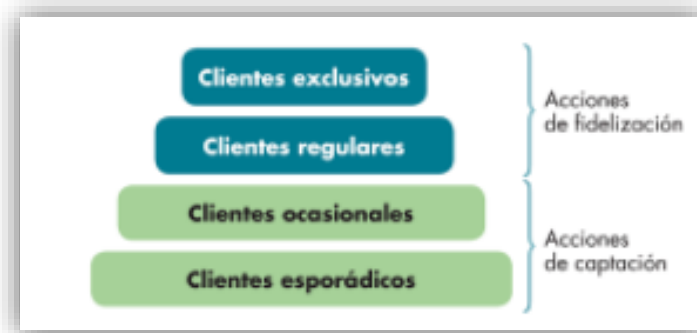 Clientes exclusivos
Acciones
de fidelización
Clientes regulares
Clientes ocasionales
Acciones
de captación
Clientes esporádicos